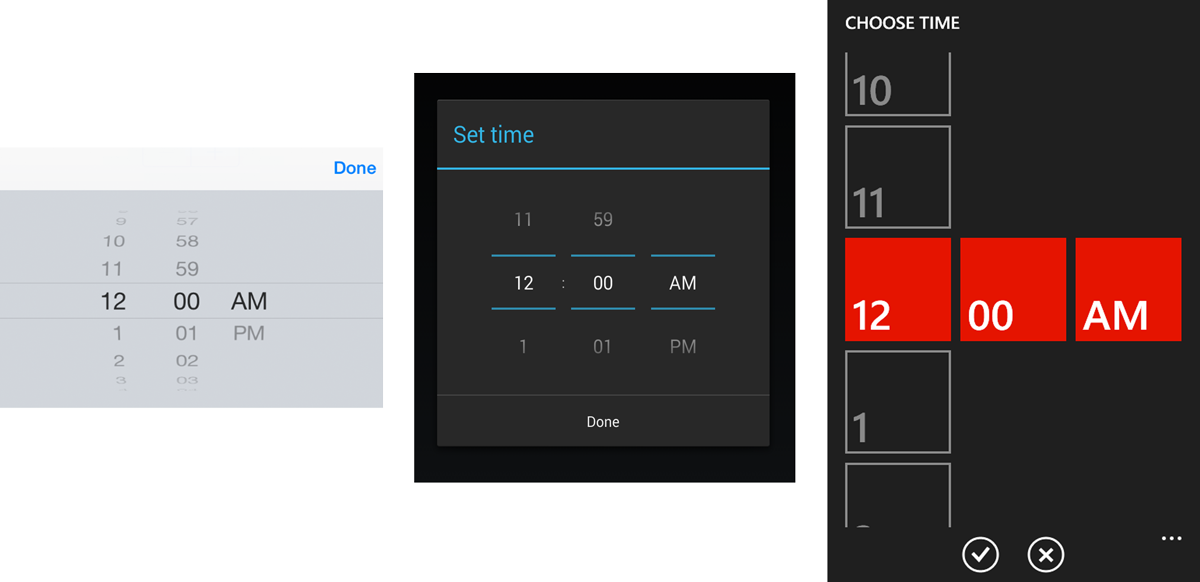 Done
9 57
10 58
11 59
12 00 AM
1 01 PM
2 02
3 03
Set time
11 59
12 : 00 AM
1 01 PM
Done
CHOOSE TIME
10
11
12 00 AM
1